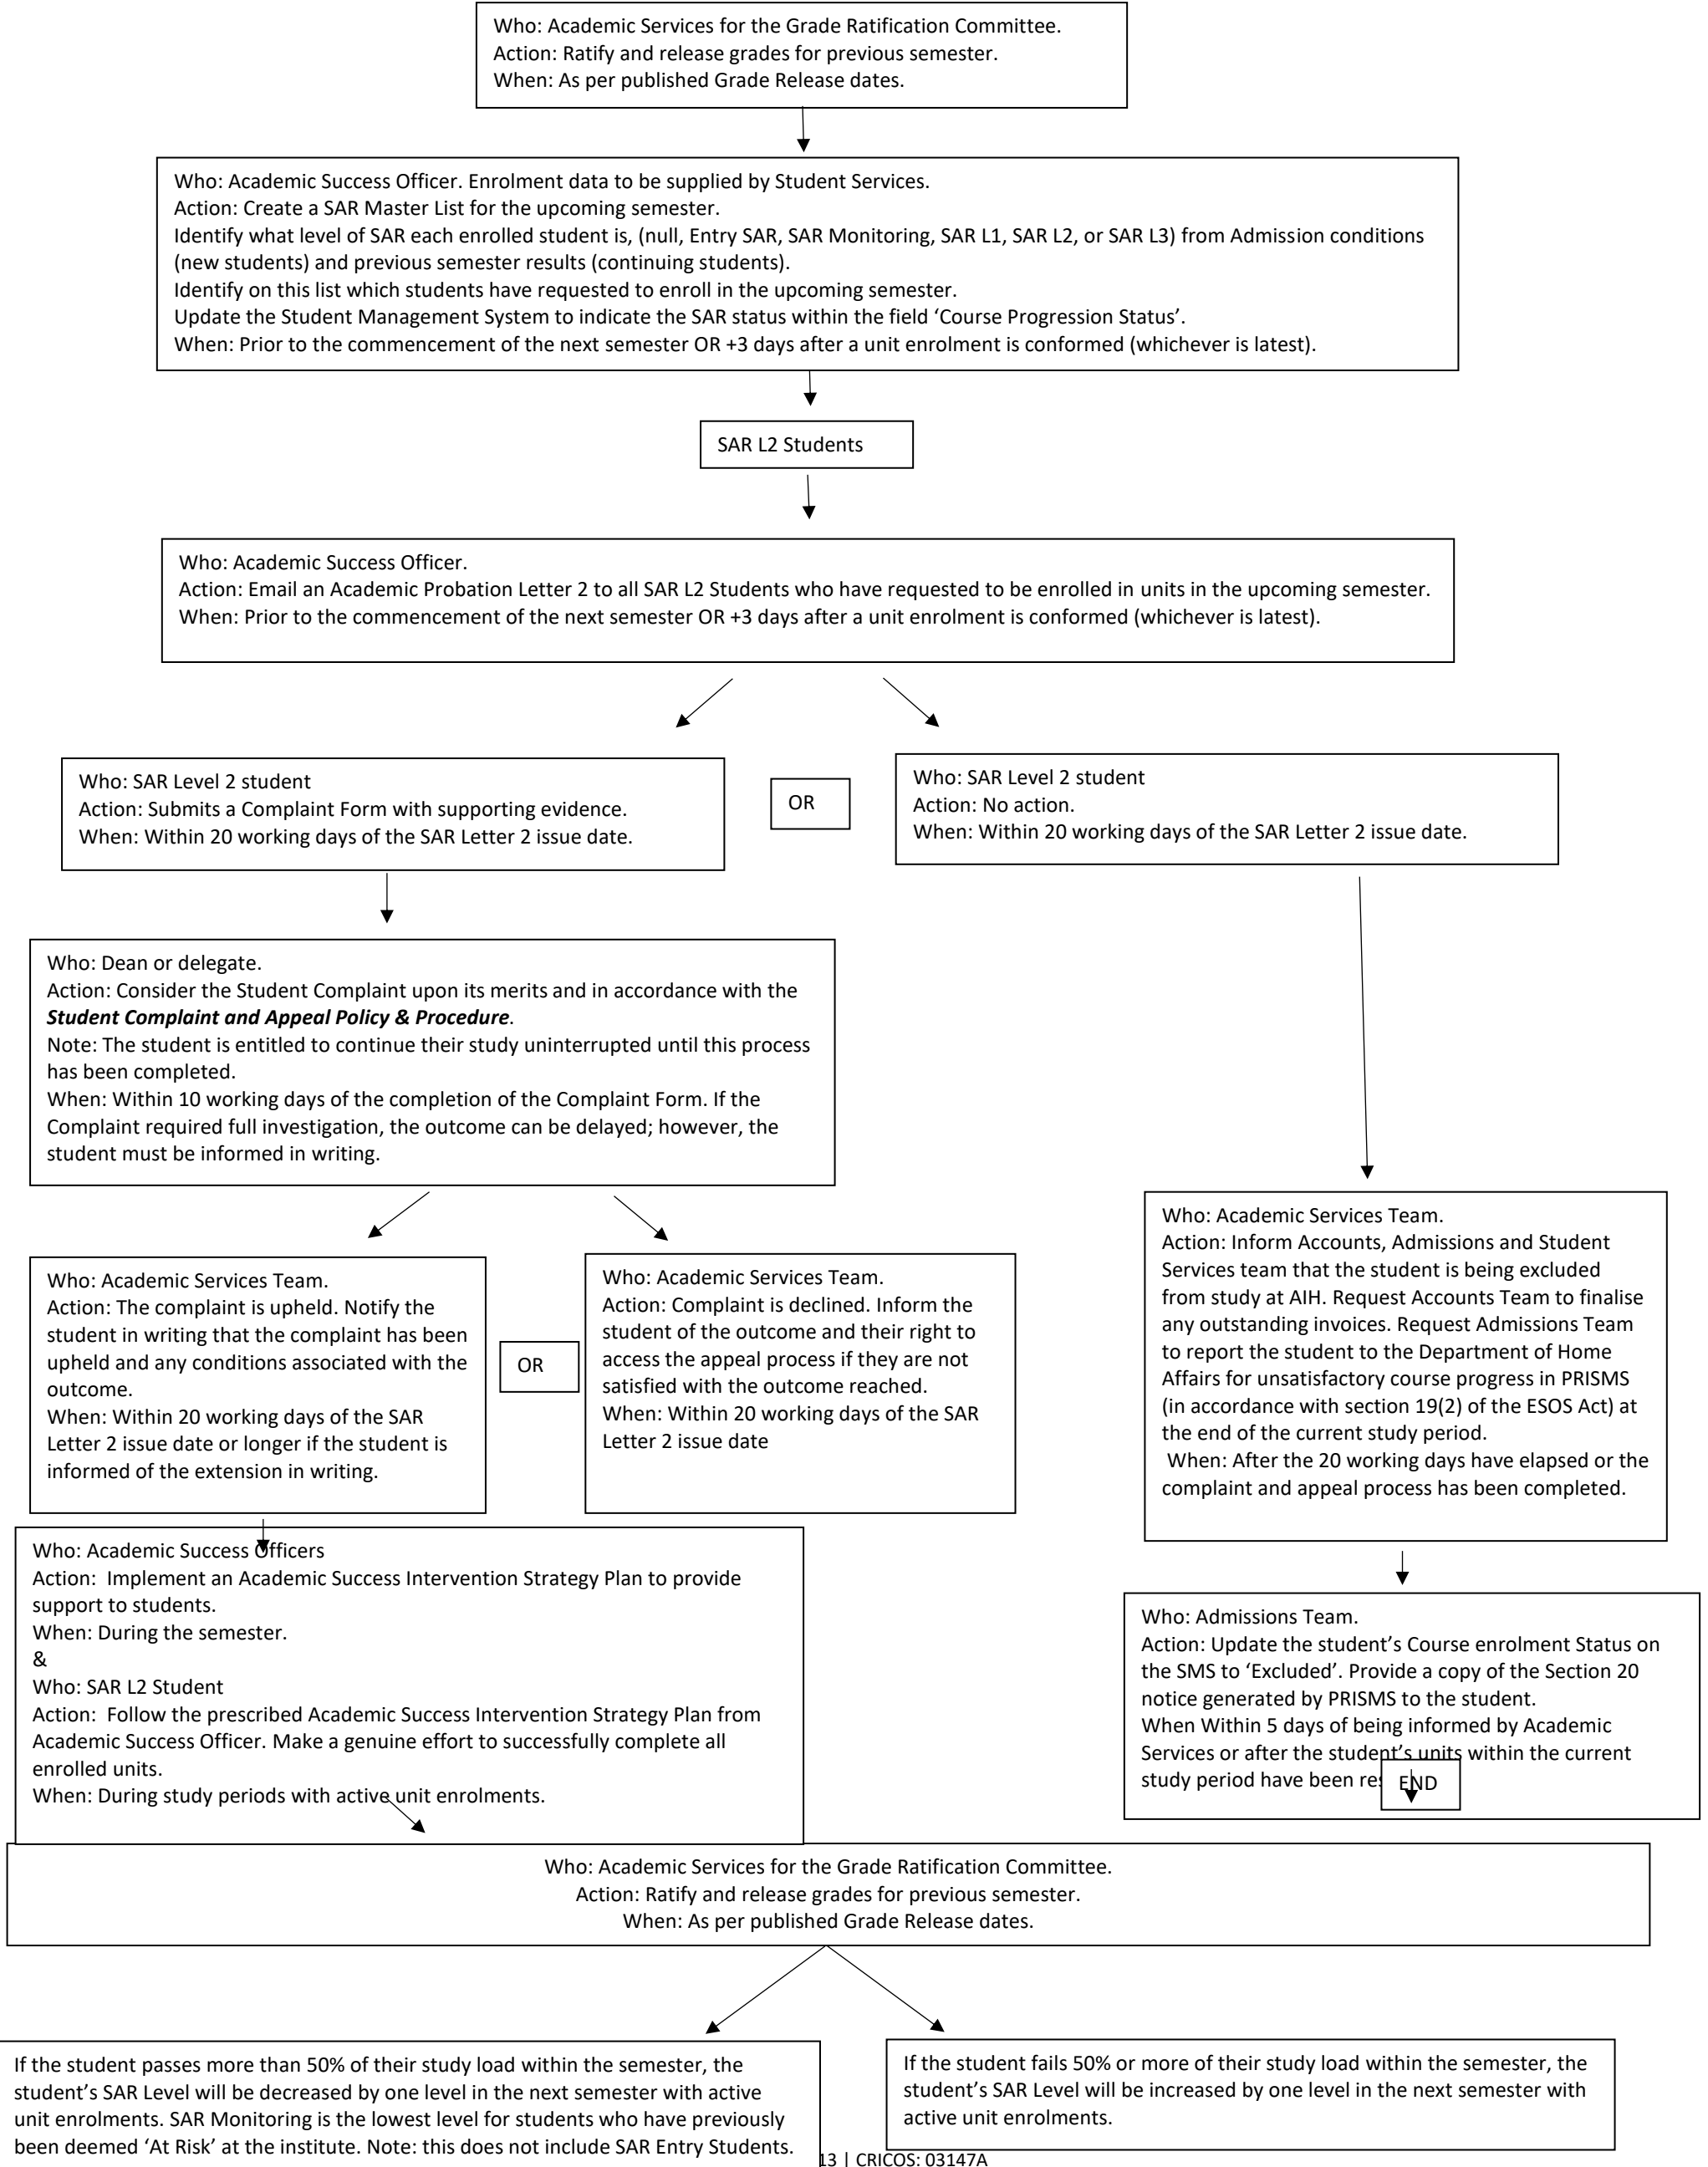 Who: Academic Services for the Grade Ratification Committee.
Action: Ratify and release grades for previous semester.
When: As per published Grade Release dates.
Who: Academic Success Officer. Enrolment data to be supplied by Student Services.
Action: Create a SAR Master List for the upcoming semester.
Identify what level of SAR each enrolled student is, (null, Entry SAR, SAR Monitoring, SAR L1, SAR L2, or SAR L3) from Admission conditions
(new students) and previous semester results (continuing students).
Identify on this list which students have requested to enroll in the upcoming semester.
Update the Student Management System to indicate the SAR status within the field ‘Course Progression Status’.
When: Prior to the commencement of the next semester OR +3 days after a unit enrolment is conformed (whichever is latest).
SAR L2 Students
Who: Academic Success Officer.
Action: Email an Academic Probation Letter 2 to all SAR L2 Students who have requested to be enrolled in units in the upcoming semester.
When: Prior to the commencement of the next semester OR +3 days after a unit enrolment is conformed (whichever is latest).
Who: SAR Level 2 student
Action: Submits a Complaint Form with supporting evidence.
When: Within 20 working days of the SAR Letter 2 issue date.
OR
Who: SAR Level 2 student
Action: No action.
When: Within 20 working days of the SAR Letter 2 issue date.
Who: Dean or delegate.
Action: Consider the Student Complaint upon its merits and in accordance with the
Student Complaint and Appeal Policy & Procedure.
Note: The student is entitled to continue their study uninterrupted until this process
has been completed.
When: Within 10 working days of the completion of the Complaint Form. If the
Complaint required full investigation, the outcome can be delayed; however, the
student must be informed in writing.
Who: Academic Services Team.
Action: The complaint is upheld. Notify the
student in writing that the complaint has been
upheld and any conditions associated with the
outcome.
When: Within 20 working days of the SAR
Letter 2 issue date or longer if the student is
informed of the extension in writing.
OR
Who: Academic Services Team.
Action: Complaint is declined. Inform the
student of the outcome and their right to
access the appeal process if they are not
satisfied with the outcome reached.
When: Within 20 working days of the SAR
Letter 2 issue date
Who: Academic Services Team.
Action: Inform Accounts, Admissions and Student
Services team that the student is being excluded
from study at AIH. Request Accounts Team to finalise
any outstanding invoices. Request Admissions Team
to report the student to the Department of Home
Affairs for unsatisfactory course progress in PRISMS
(in accordance with section 19(2) of the ESOS Act) at
the end of the current study period.
When: After the 20 working days have elapsed or the
complaint and appeal process has been completed.
Who: Academic Success Officers
Action: Implement an Academic Success Intervention Strategy Plan to provide
support to students.
When: During the semester.
&
Who: SAR L2 Student
Action: Follow the prescribed Academic Success Intervention Strategy Plan from
Academic Success Officer. Make a genuine effort to successfully complete all
enrolled units.
When: During study periods with active unit enrolments.
Who: Admissions Team.
Action: Update the student’s Course enrolment Status on
the SMS to ‘Excluded’. Provide a copy of the Section 20
notice generated by PRISMS to the student.
When Within 5 days of being informed by Academic
Services or after the student’s units within the current
study period have been
END
Who: Academic Services for the Grade Ratification Committee.
Action: Ratify and release grades for previous semester.
When: As per published Grade Release dates.
If the student passes more than 50% of their study load within the semester, the
student’s SAR Level will be decreased by one level in the next semester with active
unit enrolments. SAR Monitoring is the lowest level for students who have previously
been deemed ‘At Risk’ at the institute. Note: this does not include SAR Entry Students.
If the student fails 50% or more of their study load within the semester, the
student’s SAR Level will be increased by one level in the next semester with
active unit enrolments.
13 | CRICOS: 03147A